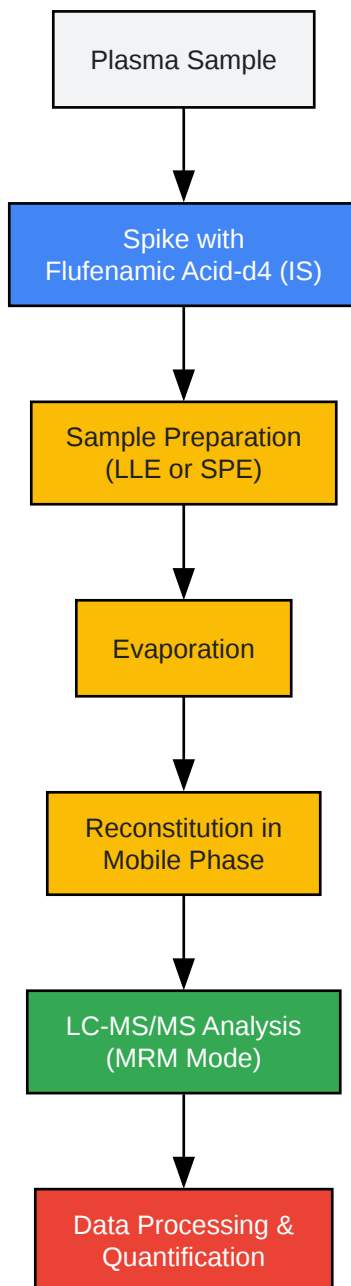 Plasma Sample
Spike with
Flufenamic Acid-d4 (IS)
Sample Preparation
(LLE or SPE)
Evaporation
Reconstitution in
Mobile Phase
LC-MS/MS Analysis
(MRM Mode)
Data Processing &
Quantification